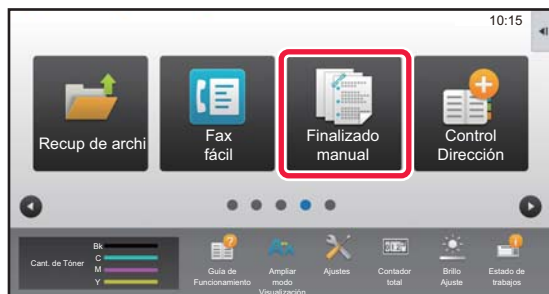 10:15
Recup de archi
Fax
fácil
Finalizado
manual
Control
Dirección
Cant. de Tóner
Bk
C
M
Y
Guía de
Funcionamiento
Ampliar
modo
Visualización
Ajustes
Contador
total
Brillo
Ajuste
Estado de
trabajos